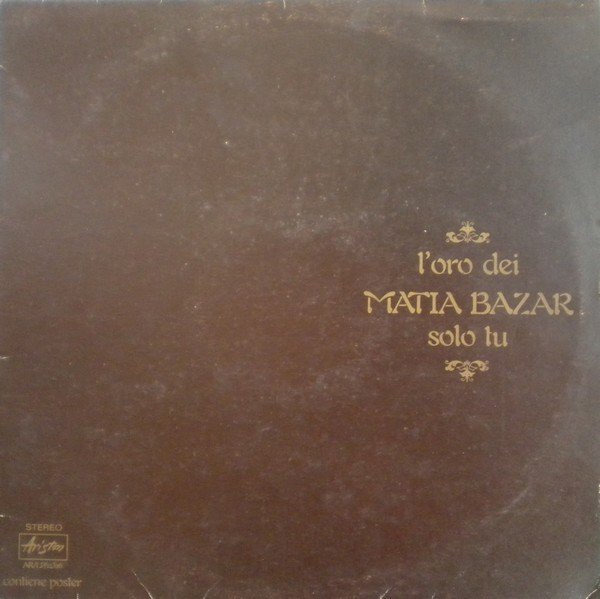 l'oro dei
MATIA BAZAR
solo tu
STEREO
Ariston
contiene poster